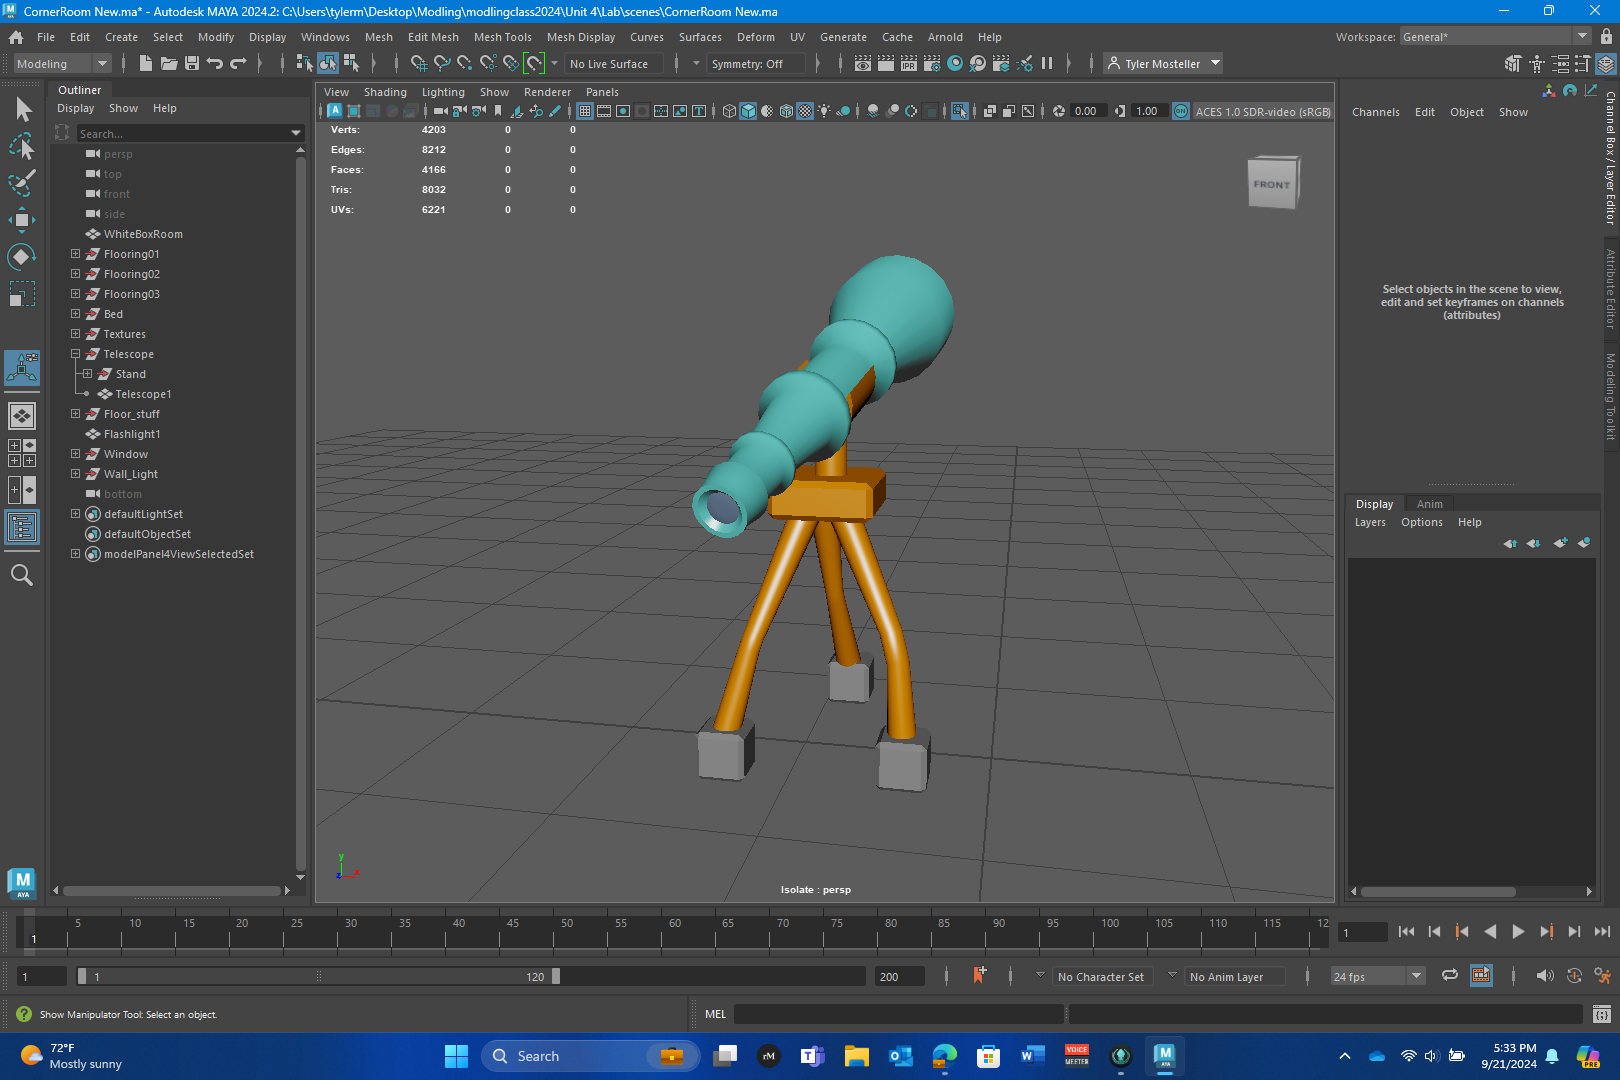 CornerRoom New.ma* - Autodesk MAYA 2024.2: C:\Users\tylerm\Desktop\Modling\modlingclass2024\Unit 4\Lab\scenes\CornerRoom New.ma
File Edit Create Select Modify Display Windows Mesh Edit Mesh Mesh Tools Mesh Display Curves Surfaces Deform UV Generate Cache Arnold Help
Workspace: General*
Modeling
No Live Surface
Symmetry: Off
IPR
Tyler Mosteller
Outliner
Display Show Help
Search...
persp
top
front
side
WhiteBoxRoom
Flooring01
Flooring02
Flooring03
Bed
Textures
Telescope
Stand
Telescope1
Floor_stuff
Flashlight1
Window
Wall_Light
bottom
defaultLightSet
defaultObjectSet
modelPanel4ViewSelectedSet
View Shading Lighting Show Renderer Panels
0.00
1.00
ON
ACES 1.0 SDR-video (sRGB)
Verts: 4203 0 0
Edges: 8212 0 0
Faces: 4166 0 0
Tris: 8032 0 0
UVs: 6221 0 0
FRONT
y
z x
Isolate : persp
Channels Edit Object Show
Select objects in the scene to view,
edit and set keyframes on channels
(attributes)
Channel Box / Layer Editor
Attribute Editor
Modeling Toolkit
Display Anim
Layers Options Help
M
AYA
5 10 15 20 25 30 35 40 45 50 55 60 65 70 75 80 85 90 95 100 105 110 115 12
1
1
1
1
120
200
No Character Set
No Anim Layer
24 fps
Show Manipulator Tool: Select an object.
MEL
72°F
Mostly sunny
Search
rM
VOICE
MEETER
M
AYA
5:33 PM
9/21/2024
PRE